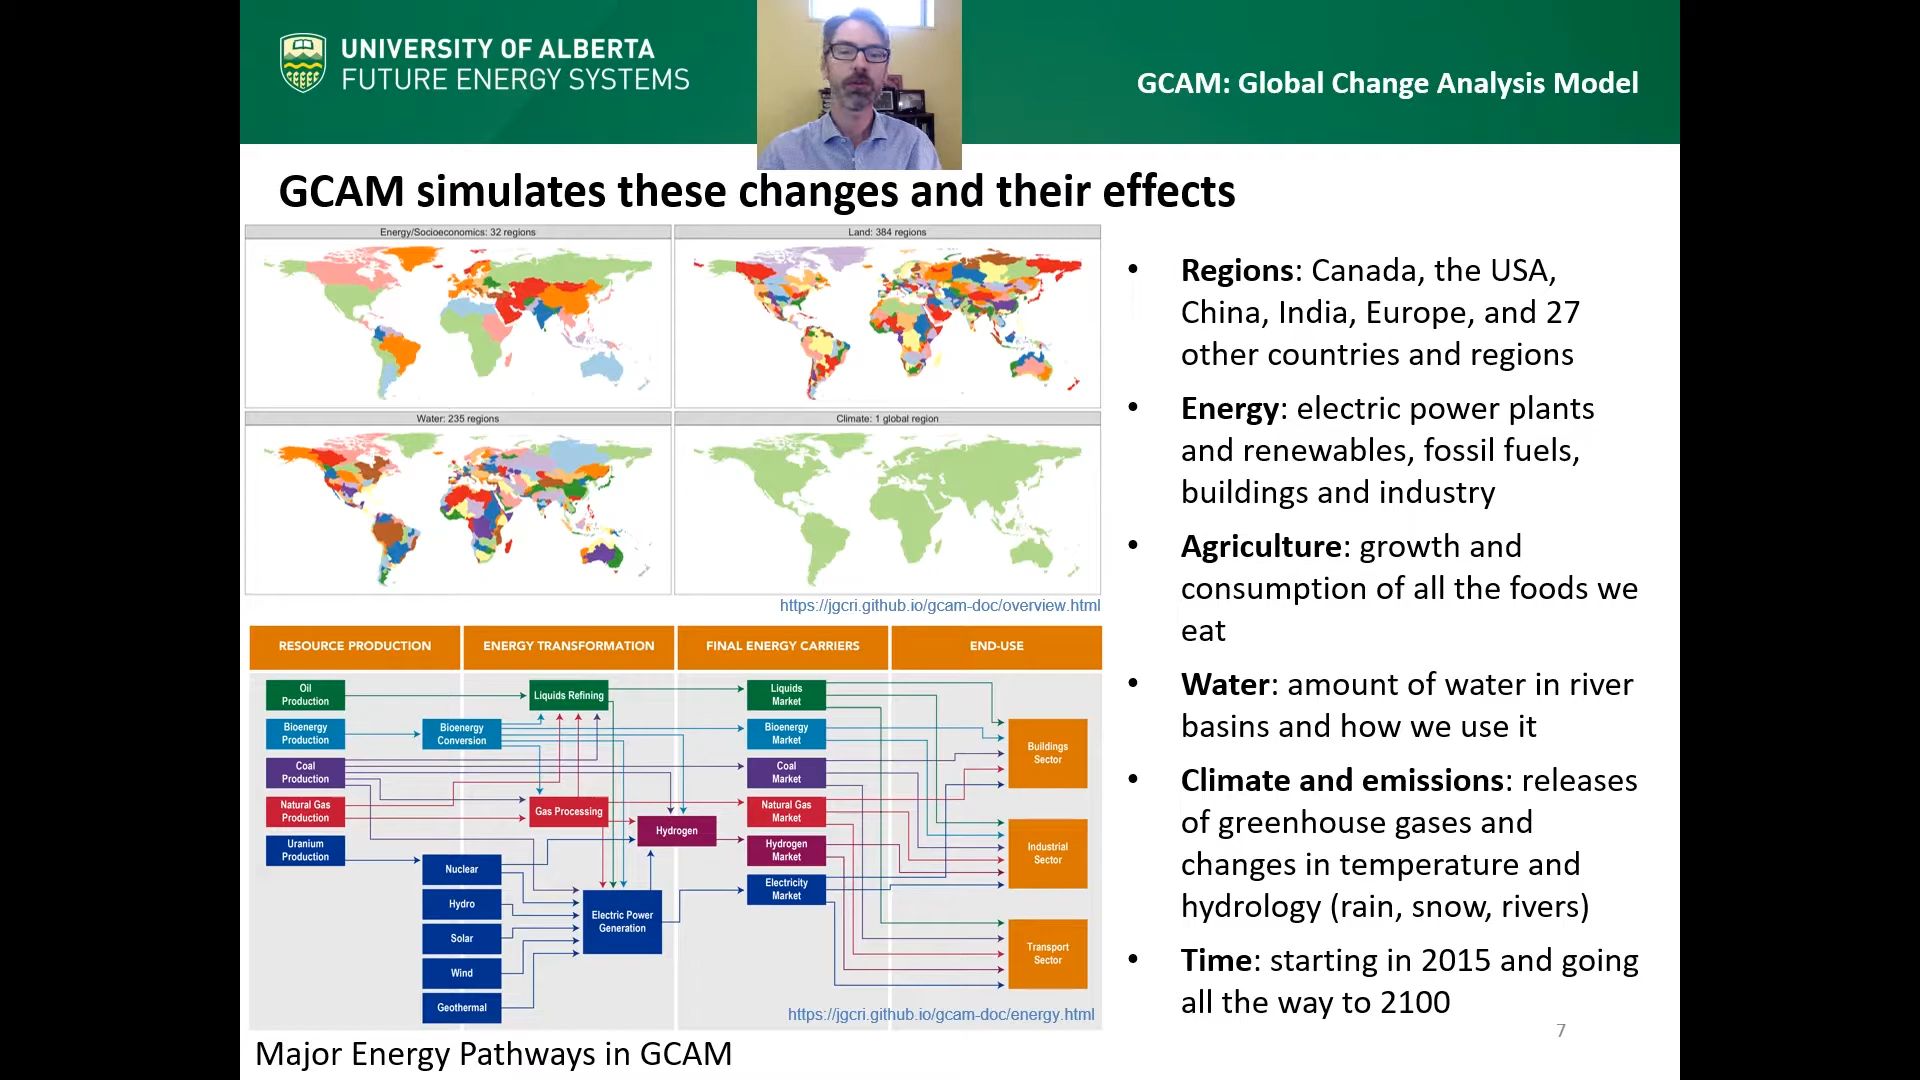 UNIVERSITY OF ALBERTA
FUTURE ENERGY SYSTEMS
GCAM: Global Change Analysis Model
GCAM simulates these changes and their effects
Energy/Socioeconomics: 32 regions
Land: 384 regions
Water: 235 regions
Climate: 1 global region
https://jgcri.github.io/gcam-doc/overview.html
RESOURCE PRODUCTION
ENERGY TRANSFORMATION
FINAL ENERGY CARRIERS
END-USE
Oil
Production
Bioenergy
Production
Coal
Production
Natural Gas
Production
Uranium
Production
Liquids Refining
Bioenergy
Conversion
Gas Processing
Hydrogen
Nuclear
Hydro
Solar
Wind
Geothermal
Electric Power
Generation
Liquids
Market
Bioenergy
Market
Coal
Market
Natural Gas
Market
Hydrogen
Market
Electricity
Market
Buildings
Sector
Industrial
Sector
Transport
Sector
https://jgcri.github.io/gcam-doc/energy.html
Major Energy Pathways in GCAM
• Regions: Canada, the USA,
China, India, Europe, and 27
other countries and regions
• Energy: electric power plants
and renewables, fossil fuels,
buildings and industry
• Agriculture: growth and
consumption of all the foods we
eat
• Water: amount of water in river
basins and how we use it
• Climate and emissions: releases
of greenhouse gases and
changes in temperature and
hydrology (rain, snow, rivers)
• Time: starting in 2015 and going
all the way to 2100
7